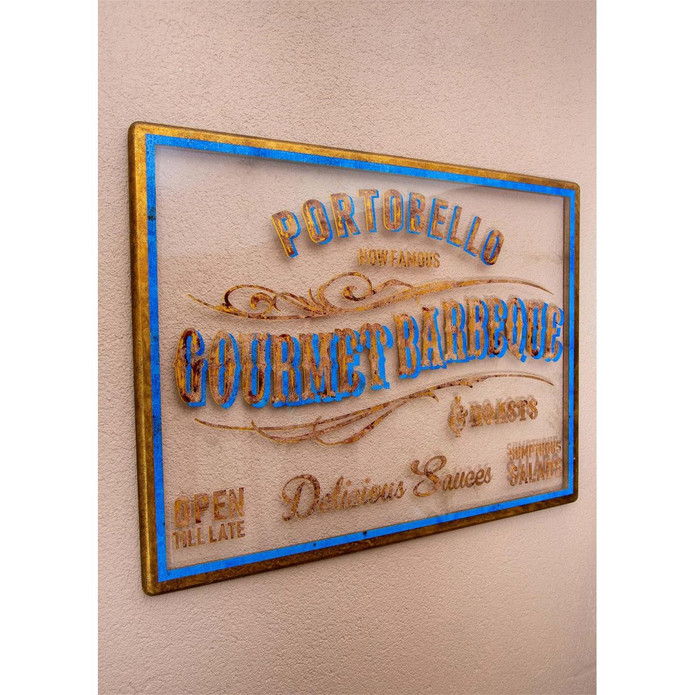 PORTOBELLO
NOW FAMOUS
GOURMET BARBEQUE
& ROASTS
SUMPTUOUS
SALADS
Delicious Sauces
OPEN
TILL LATE